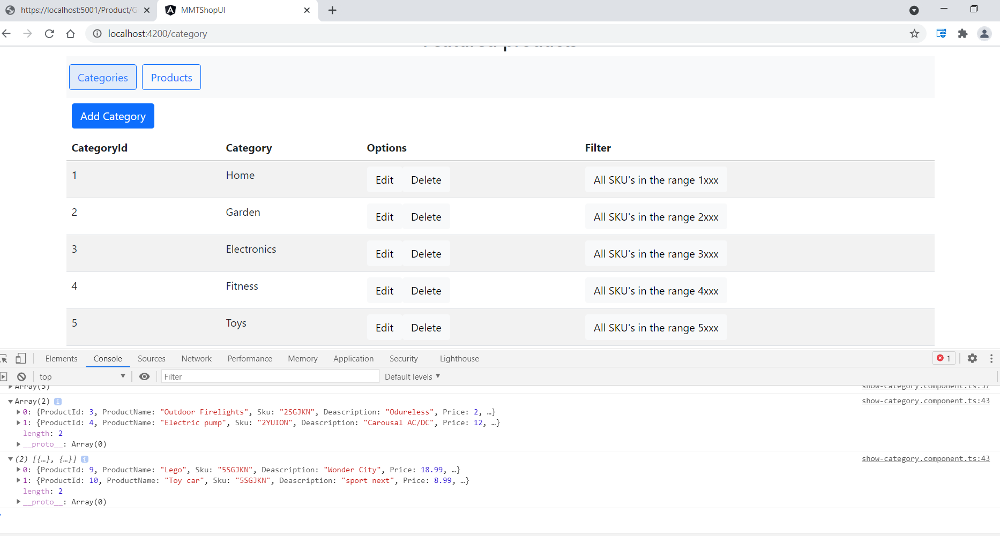 https://localhost:5001/Product/G
MMTShopUI
localhost:4200/category
Featured products
Categories Products
Add Category
CategoryId Category Options Filter
1 Home Edit Delete All SKU's in the range 1xxx
2 Garden Edit Delete All SKU's in the range 2xxx
3 Electronics Edit Delete All SKU's in the range 3xxx
4 Fitness Edit Delete All SKU's in the range 4xxx
5 Toys Edit Delete All SKU's in the range 5xxx
Elements Console Sources Network Performance Memory Application Security Lighthouse 1
top Filter Default levels
Array(5) show-category.component.ts:37
Array(2) i show-category.component.ts:43
0: {ProductId: 3, ProductName: "Outdoor Firelights", Sku: "2SGJKN", Deascription: "Odureless", Price: 2, …}
1: {ProductId: 4, ProductName: "Electric pump", Sku: "2YUION", Deascription: "Carousal AC/DC", Price: 12, …}
length: 2
__proto__: Array(0)
(2) [{…}, {…}] i show-category.component.ts:43
0: {ProductId: 9, ProductName: "Lego", Sku: "5SGJKN", Deascription: "Wonder City", Price: 18.99, …}
1: {ProductId: 10, ProductName: "Toy car", Sku: "5SGJKN", Deascription: "sport next", Price: 8.99, …}
length: 2
__proto__: Array(0)